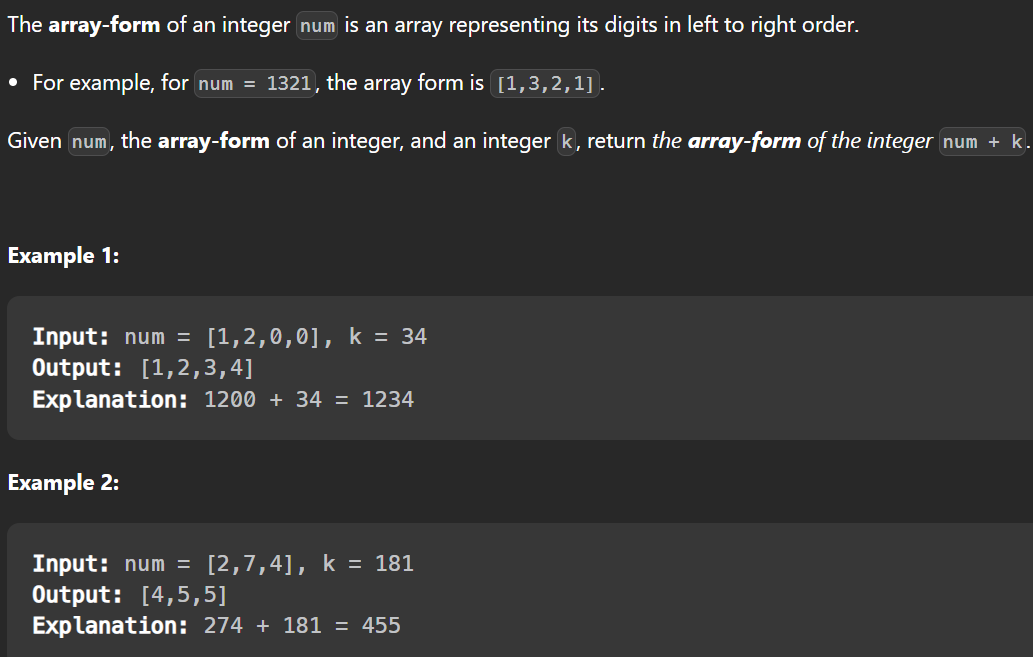 The array-form of an integer num is an array representing its digits in left to right order.
• For example, for num = 1321, the array form is [1,3,2,1].
Given num, the array-form of an integer, and an integer k, return the array-form of the integer num + k.
Example 1:
Input: num = [1,2,0,0], k = 34
Output: [1,2,3,4]
Explanation: 1200 + 34 = 1234
Example 2:
Input: num = [2,7,4], k = 181
Output: [4,5,5]
Explanation: 274 + 181 = 455